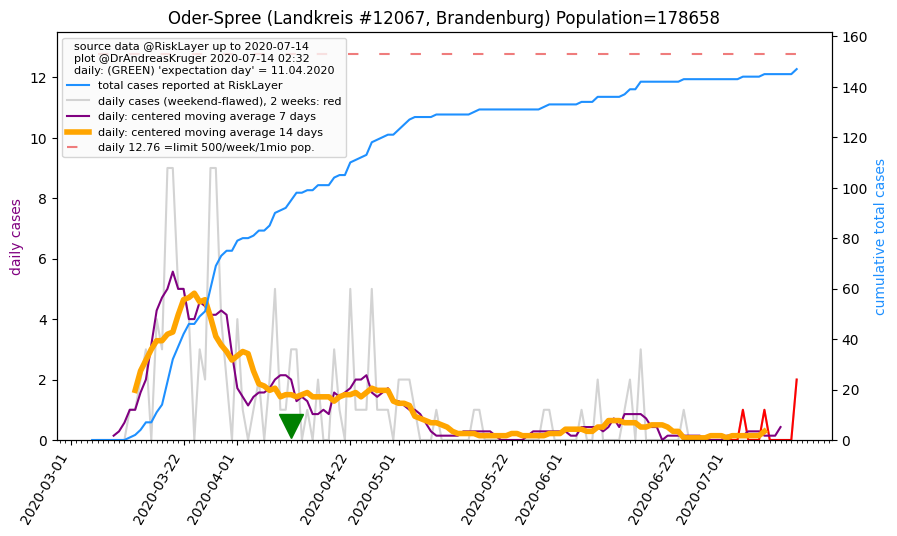 Oder-Spree (Landkreis #12067, Brandenburg) Population=178658
source data @RiskLayer up to 2020-07-14
plot @DrAndreasKruger 2020-07-14 02:32
daily: (GREEN) 'expectation day' = 11.04.2020
total cases reported at RiskLayer
daily cases (weekend-flawed), 2 weeks: red
daily: centered moving average 7 days
daily: centered moving average 14 days
daily 12.76 =limit 500/week/1mio pop.
daily cases
12
10
8
6
4
2
0
cumulative total cases
160
140
120
100
80
60
40
20
0
2020-03-01
2020-03-22
2020-04-01
2020-04-22
2020-05-01
2020-05-22
2020-06-01
2020-06-22
2020-07-01